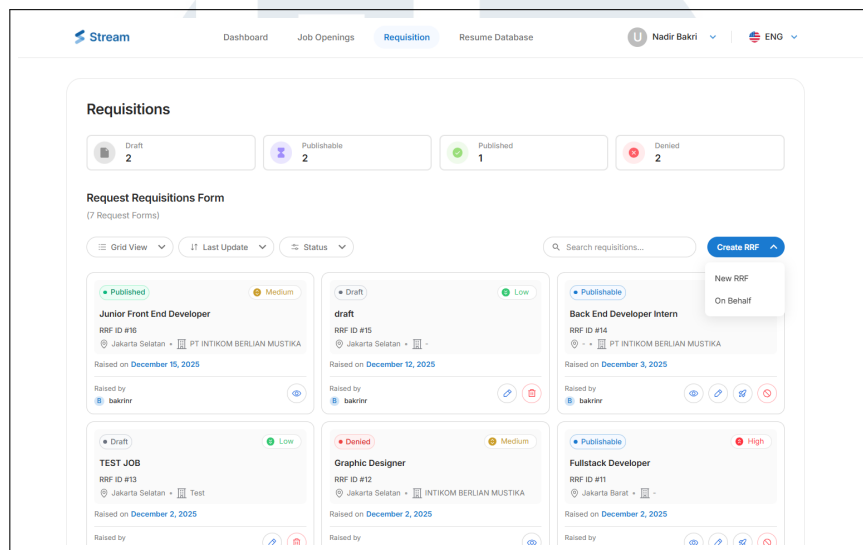 Stream
Dashboard Job Openings Requisition Resume Database U Nadir Bakri ENG
Requisitions
Draft
2
Publishable
2
Published
1
Denied
2
Request Requisitions Form
(7 Request Forms)
Grid View Last Update Status Search requisitions... Create RRF
New RRF
On Behalf
Published Medium
Junior Front End Developer
RRF ID #16
Jakarta Selatan • PT INTIKOM BERLIAN MUSTIKA
Raised on December 15, 2025
Raised by
B bakrinr
Draft Low
draft
RRF ID #15
Jakarta Selatan • -
Raised on December 12, 2025
Raised by
B bakrinr
Publishable
Back End Developer Intern
RRF ID #14
- • PT INTIKOM BERLIAN MUSTIKA
Raised on December 3, 2025
Raised by
B bakrinr
Draft Low
TEST JOB
RRF ID #13
Jakarta Selatan • Test
Raised on December 2, 2025
Raised by
Denied Medium
Graphic Designer
RRF ID #12
Jakarta Selatan • INTIKOM BERLIAN MUSTIKA
Raised on December 2, 2025
Raised by
Publishable High
Fullstack Developer
RRF ID #11
Jakarta Barat • -
Raised on December 2, 2025
Raised by